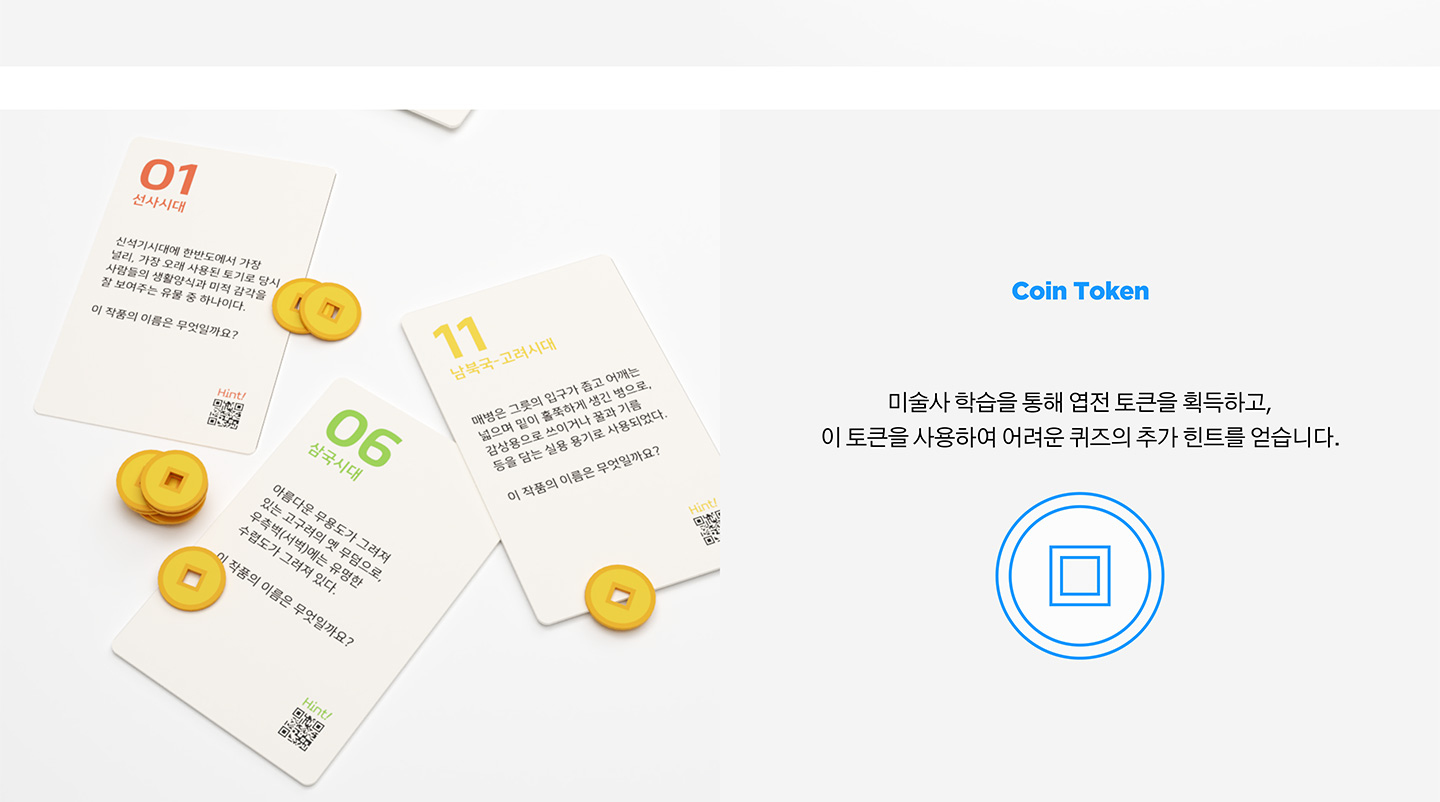 01
선사시대
신석기시대에 한반도에서 가장
널리, 가장 오래 사용된 토기로 당시
사람들의 생활양식과 미적 감각을
잘 보여주는 유물 중 하나이다.
이 작품의 이름은 무엇일까요?
Hint!
06
삼국시대
아름다운 무용도가 그려져
있는 고구려의 옛 무덤으로,
우측벽(서벽)에는 유명한
수렵도가 그려져 있다.
이 작품의 이름은 무엇일까요?
Hint!
11
남북국-고려시대
매병은 그릇의 입구가 좁고 어깨는
넓으며 밑이 홀쭉하게 생긴 병으로,
감상용으로 쓰이거나 꿀과 기름
등을 담는 실용 용기로 사용되었다.
이 작품의 이름은 무엇일까요?
Hint!
Coin Token
미술사 학습을 통해 엽전 토큰을 획득하고,
이 토큰을 사용하여 어려운 퀴즈의 추가 힌트를 얻습니다.